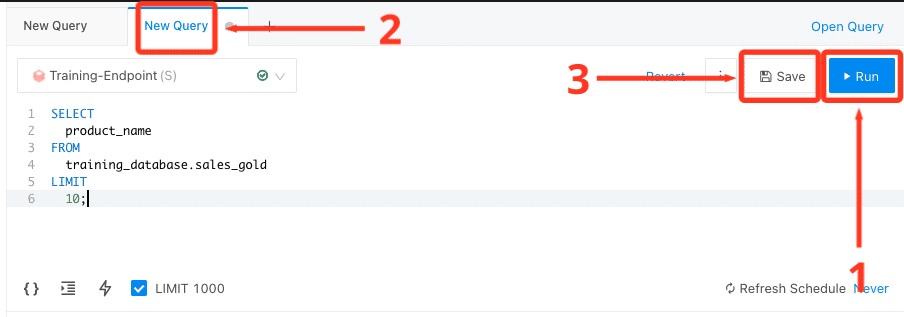 New Query New Query + 2 Open Query
Training-Endpoint (S) 3 Revert Save Run
1 SELECT
2 product_name
3 FROM
4 training_database.sales_gold
5 LIMIT
6 10;
1
{} LIMIT 1000 Refresh Schedule Never